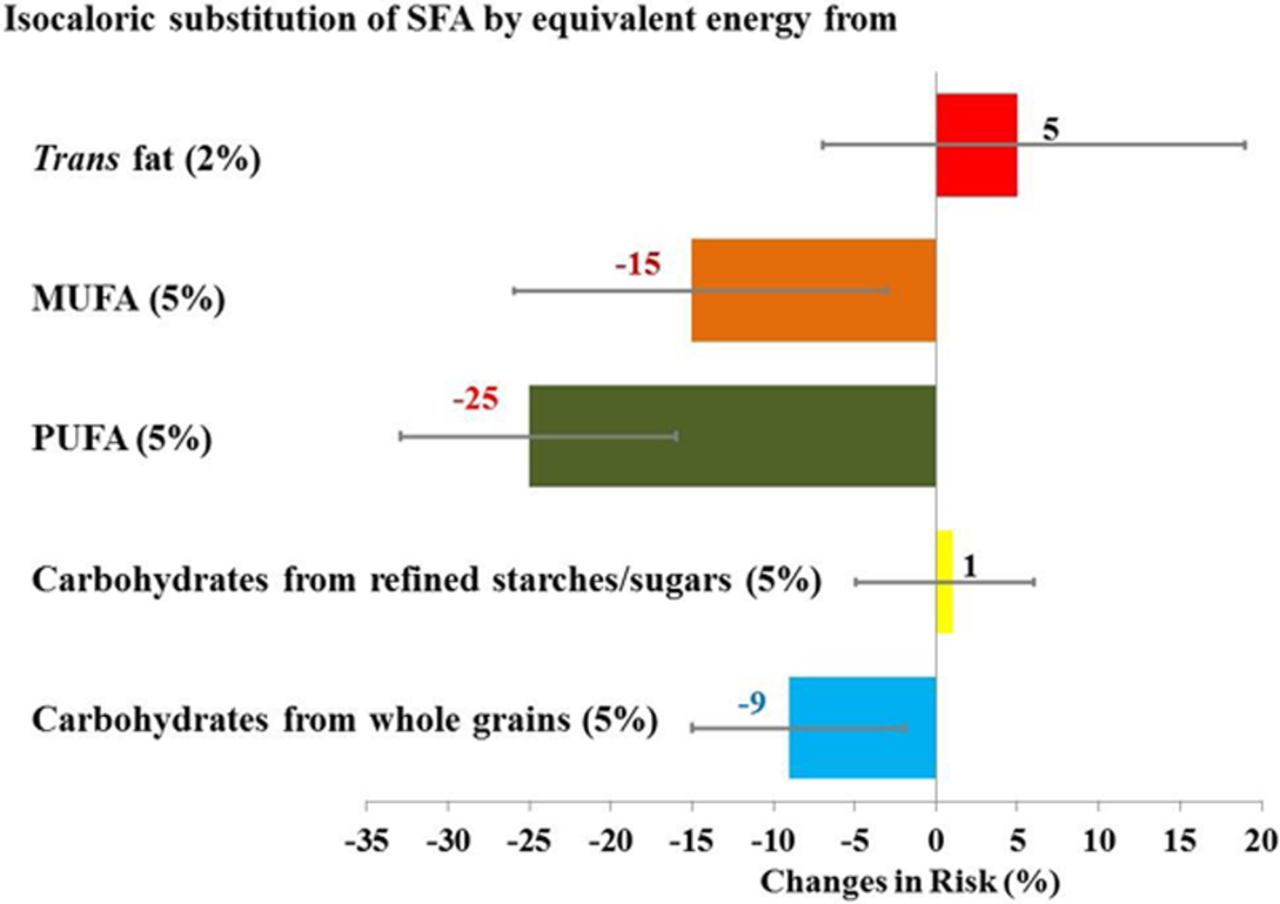 Isocaloric substitution of SFA by equivalent energy from
Trans fat (2%)
5
MUFA (5%)
-15
PUFA (5%)
-25
Carbohydrates from refined starches/sugars (5%)
1
Carbohydrates from whole grains (5%)
-9
-35 -30 -25 -20 -15 -10 -5 0 5 10 15 20
Changes in Risk (%)